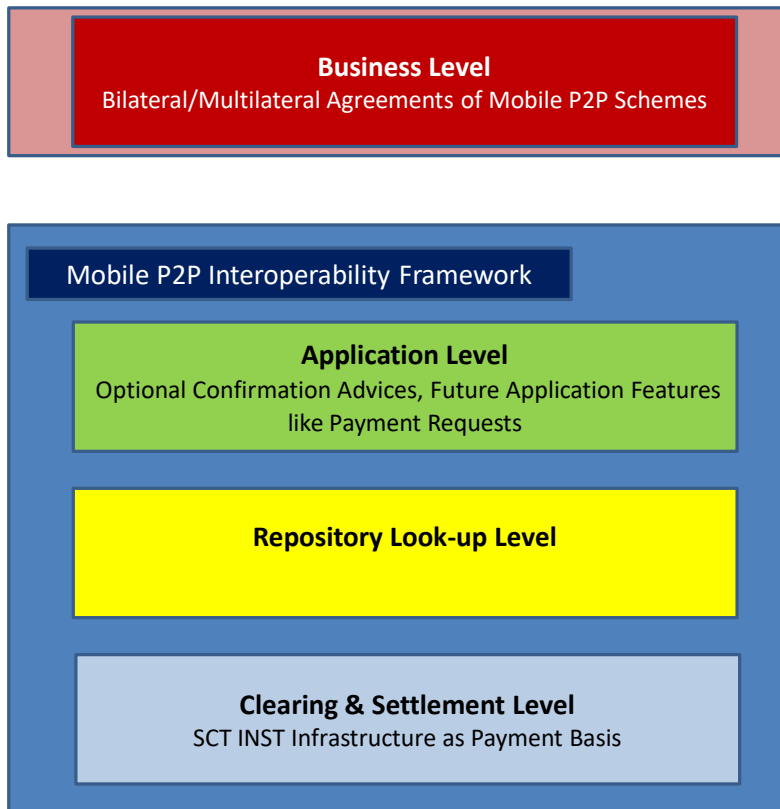 Business Level
Bilateral/Multilateral Agreements of Mobile P2P Schemes
Mobile P2P Interoperability Framework
Application Level
Optional Confirmation Advices, Future Application Features
like Payment Requests
Repository Look-up Level
Clearing & Settlement Level
SCT INST Infrastructure as Payment Basis